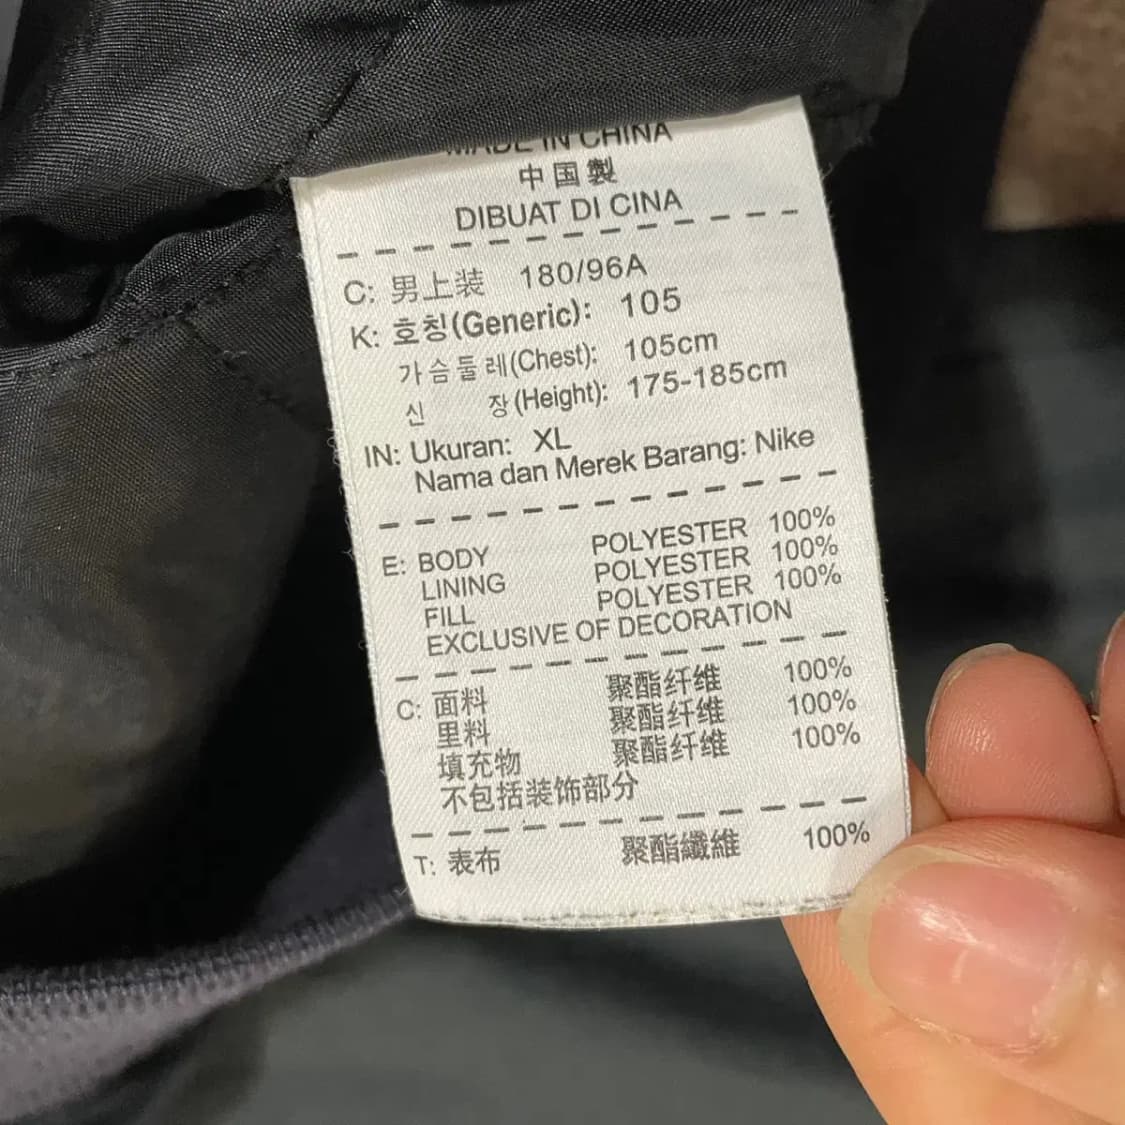 MADE IN CHINA
中国製
DIBUAT DI CINA
C: 男上装 180/96A
K: 호칭(Generic): 105
가슴둘레(Chest): 105cm
신 장(Height): 175-185cm
IN: Ukuran: XL
Nama dan Merek Barang: Nike
E: BODY POLYESTER 100%
LINING POLYESTER 100%
FILL POLYESTER 100%
EXCLUSIVE OF DECORATION
C: 面料 聚酯纤维 100%
里料 聚酯纤维 100%
填充物 聚酯纤维 100%
不包括装饰部分
T: 表布 聚酯纖維 100%